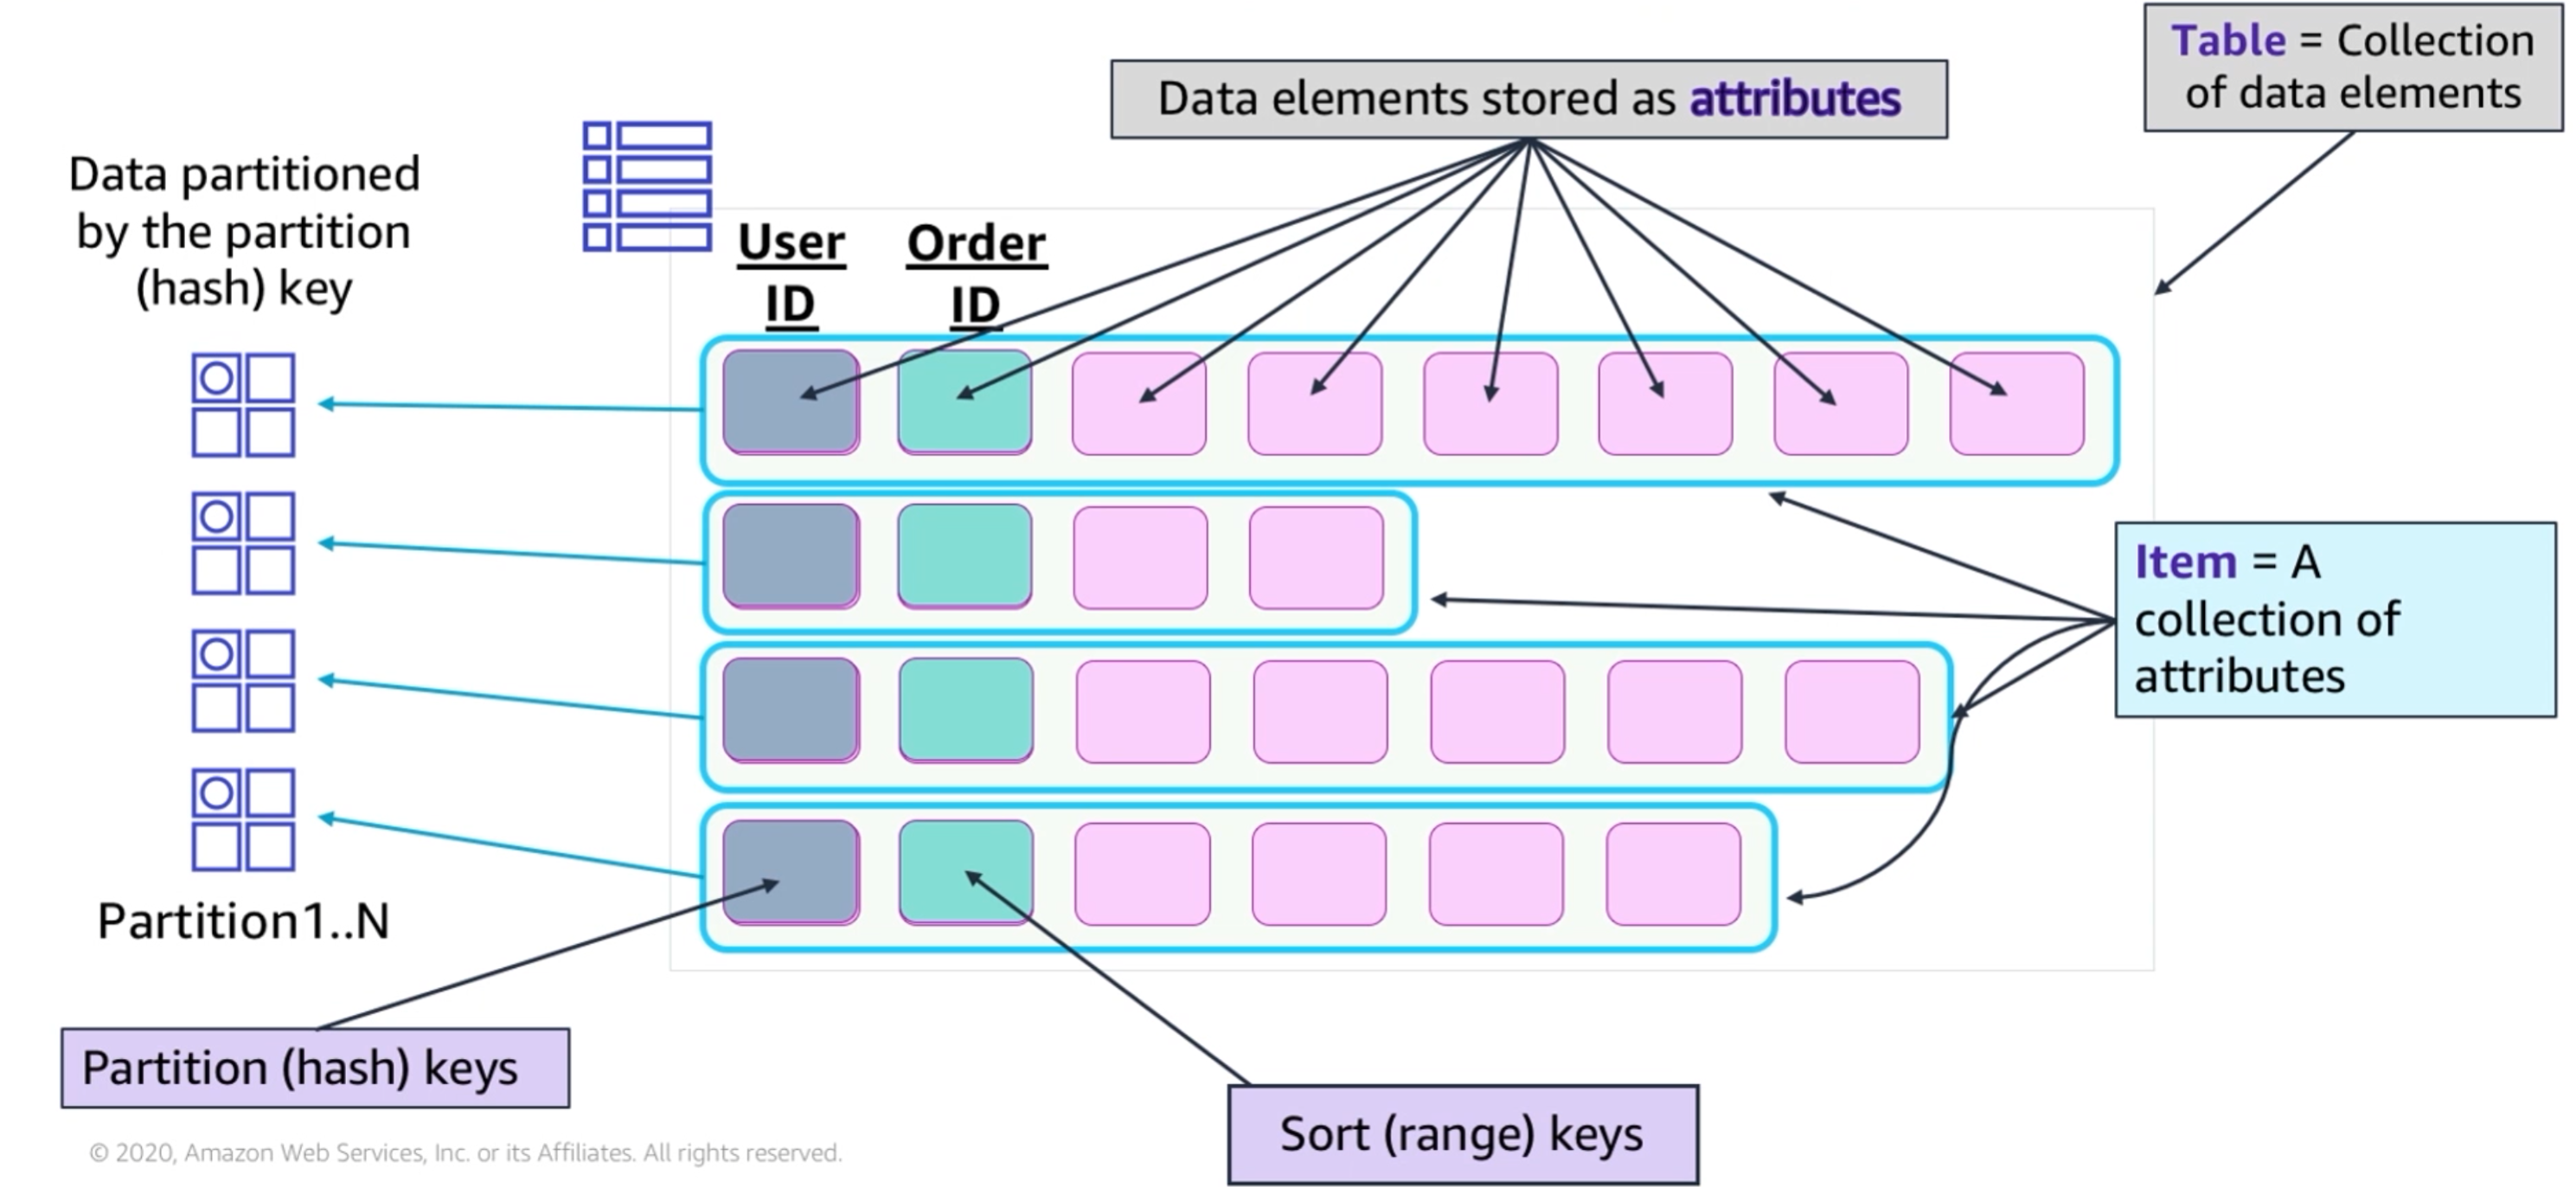 Table = Collection
of data elements
Data elements stored as attributes
Data partitioned
by the partition
(hash) key
User
ID
Order
ID
Item = A
collection of
attributes
Partition1..N
Partition (hash) keys
Sort (range) keys
© 2020, Amazon Web Services, Inc. or its Affiliates. All rights reserved.